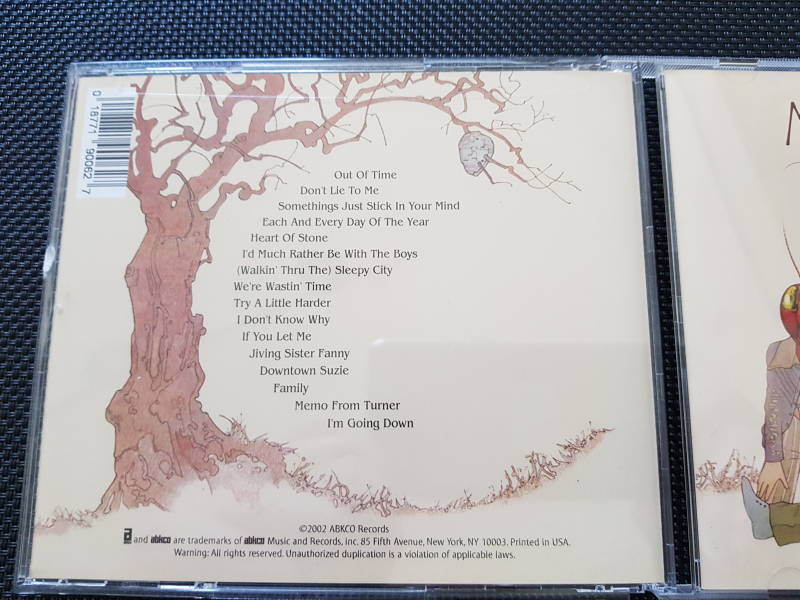 0 18771 90062 7
Out Of Time
Don't Lie To Me
Somethings Just Stick In Your Mind
Each And Every Day Of The Year
Heart Of Stone
I'd Much Rather Be With The Boys
(Walkin' Thru The) Sleepy City
We're Wastin' Time
Try A Little Harder
I Don't Know Why
If You Let Me
Jiving Sister Fanny
Downtown Suzie
Family
Memo From Turner
I'm Going Down
©2002 ABKCO Records
and abkco are trademarks of abkco Music and Records, Inc. 85 Fifth Avenue, New York, NY 10003. Printed in USA.
Warning: All rights reserved. Unauthorized duplication is a violation of applicable laws.